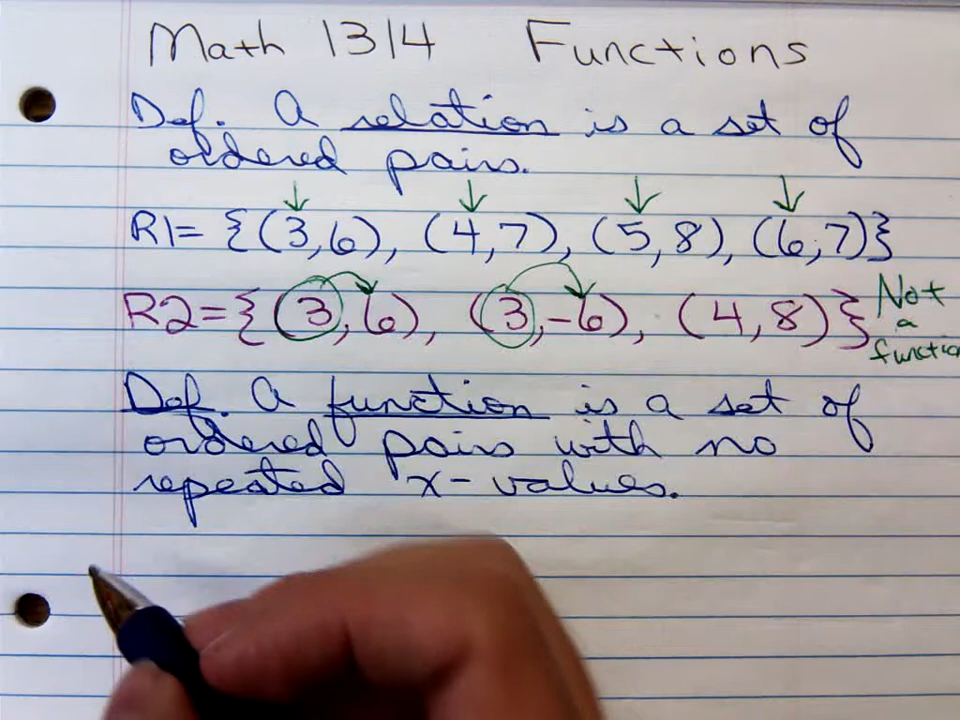 Math 1314 Functions
Def. A relation is a set of
ordered pairs.
R1= {(3,6), (4,7), (5,8), (6,7)}
R2={(3,6), (3,-6), (4,8)} Not
a
function
Def. A function is a set of
ordered pairs with no
repeated x-values.